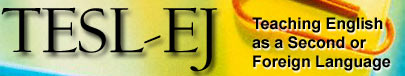 TESL-EJ
Teaching English
as a Second or
Foreign Language